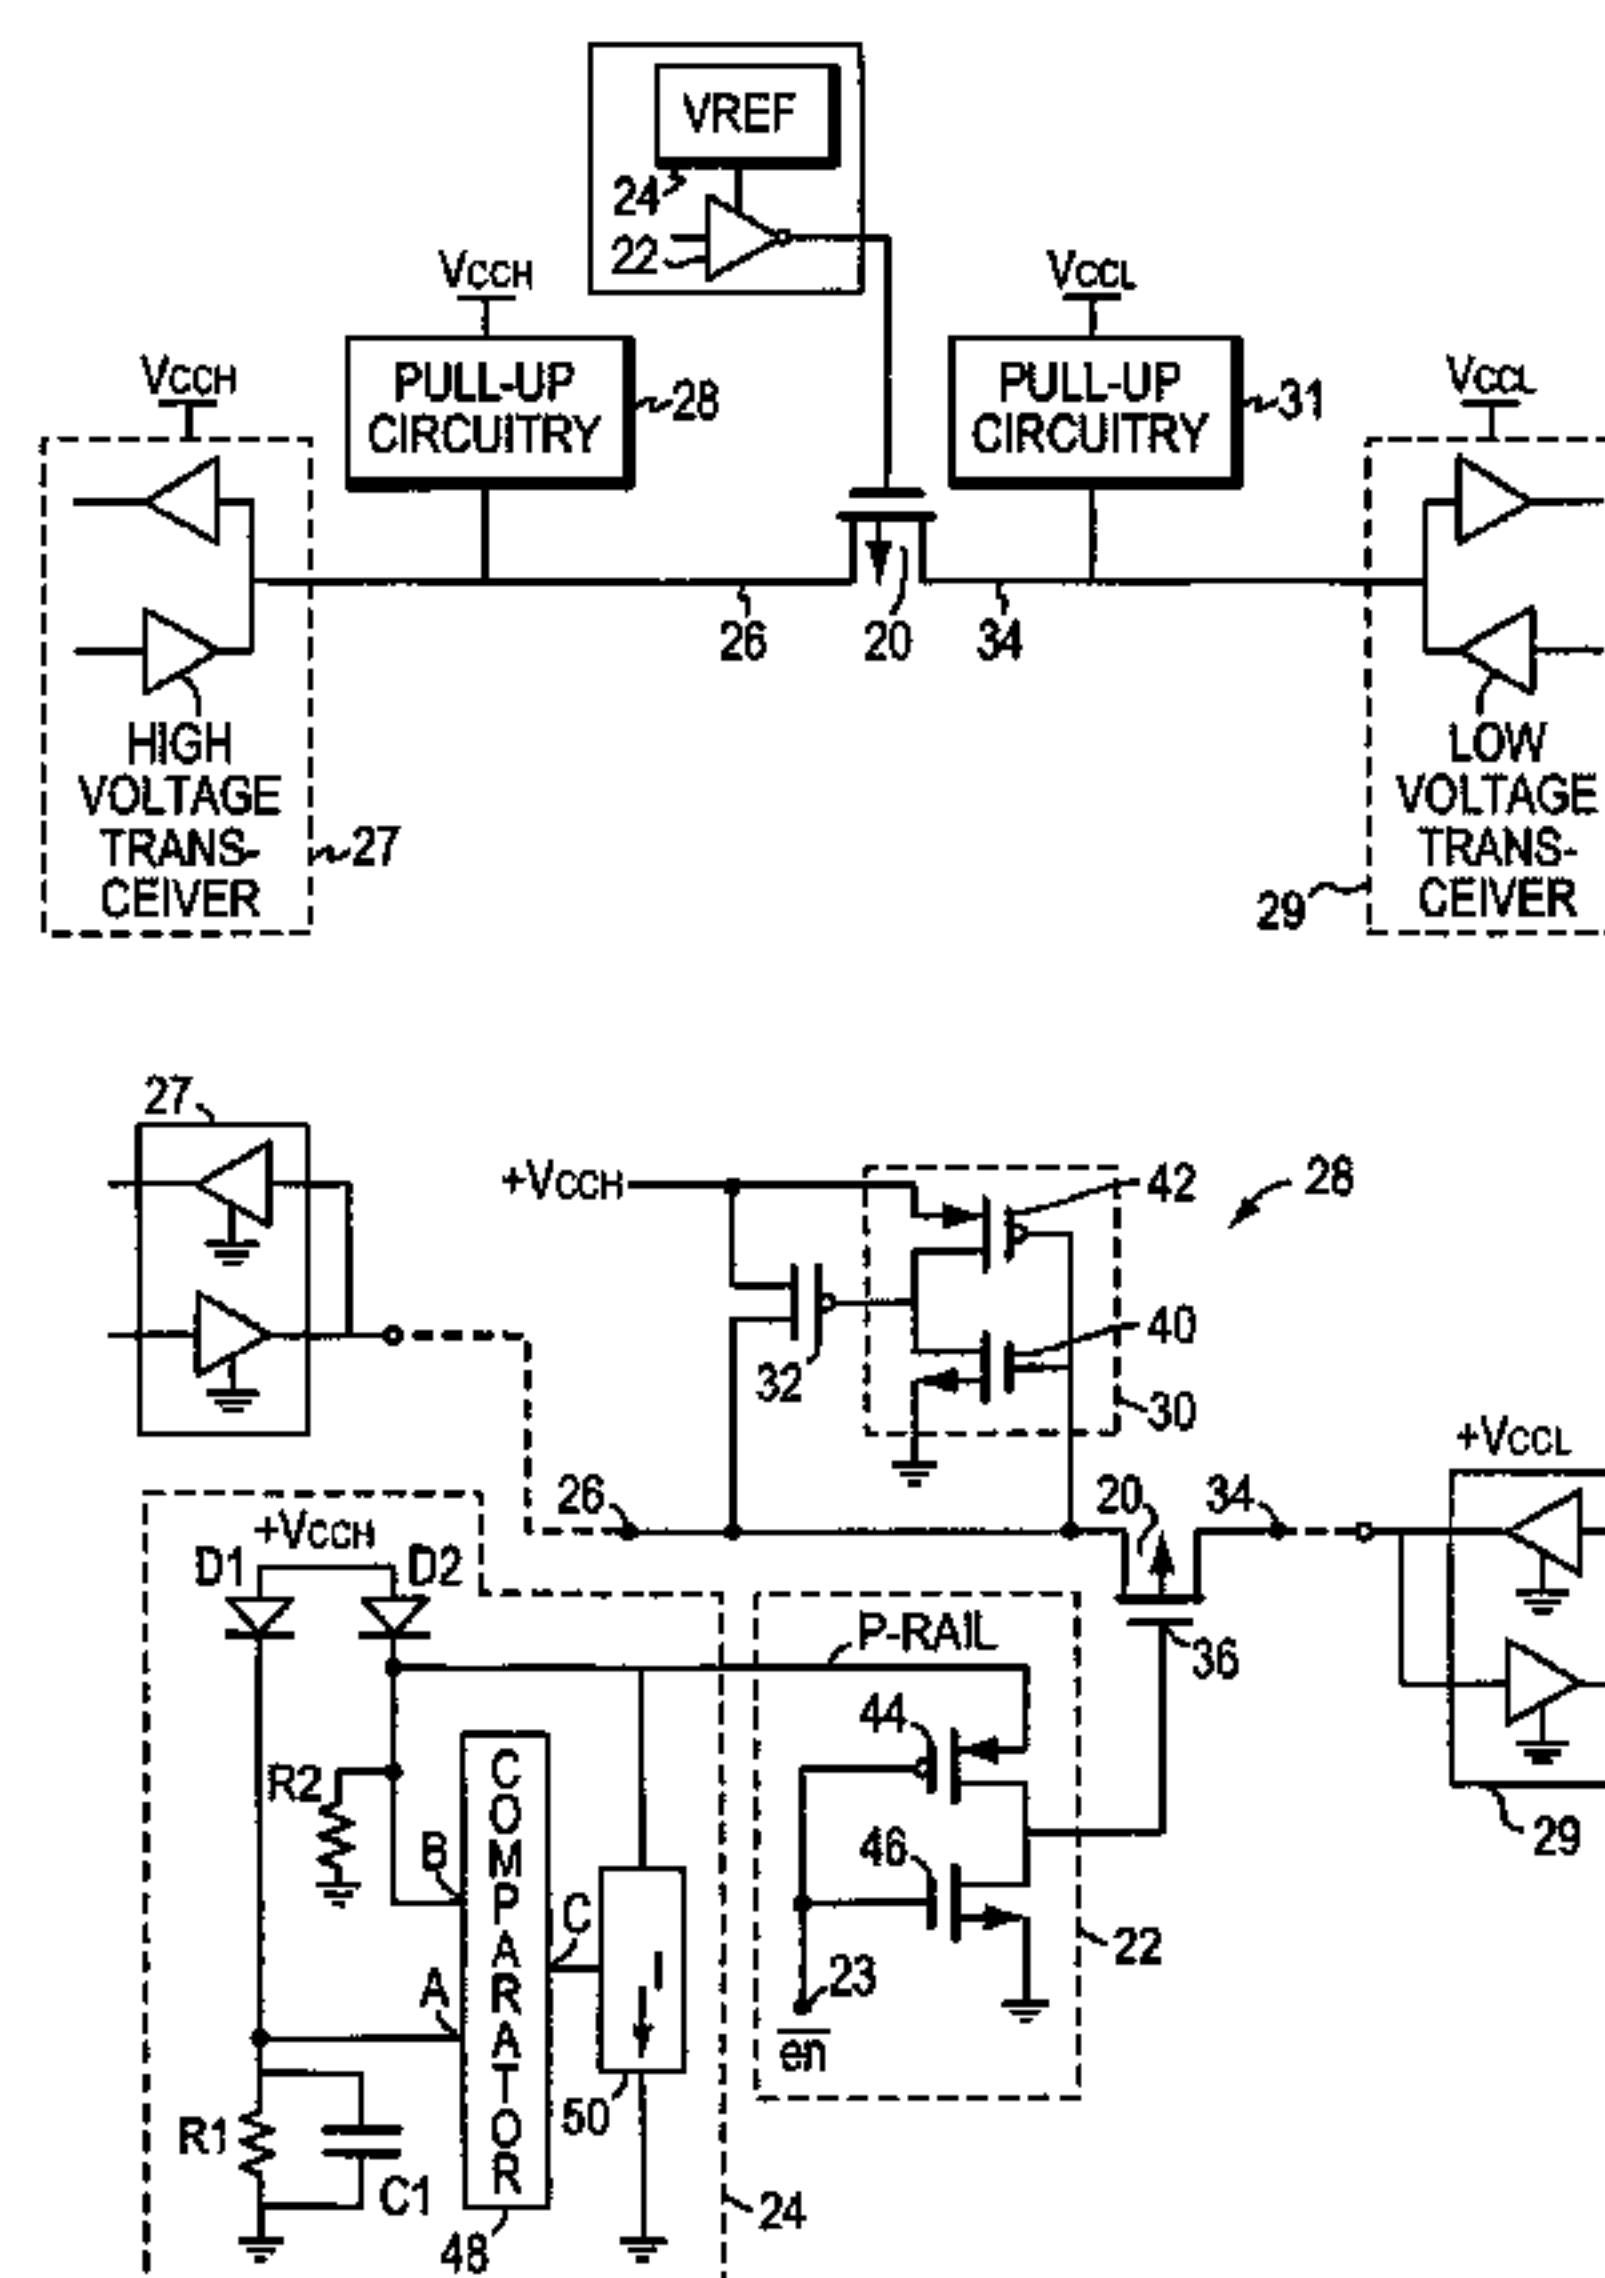 VREF
24
22
VCCH
VCCL
VCCH
PULL-UP
CIRCUITRY
28
PULL-UP
CIRCUITRY
31
VCCL
26
20
34
HIGH
VOLTAGE
TRANS-
CEIVER
27
LOW
VOLTAGE
TRANS-
CEIVER
29
27
+VCCH
42
28
40
32
30
+VCCL
26
20
34
+VCCH
D1
D2
P-RAIL
36
44
R2
COMPARATOR
B
46
29
C
22
A
23
en
50
R1
C1
48
24
I